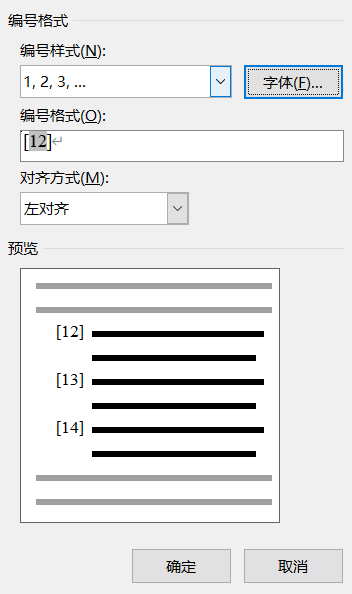 编号格式
编号样式(N):
1, 2, 3, ...
字体(F)...
编号格式(O):
[12]↵
对齐方式(M):
左对齐
预览
[12]
[13]
[14]
确定
取消